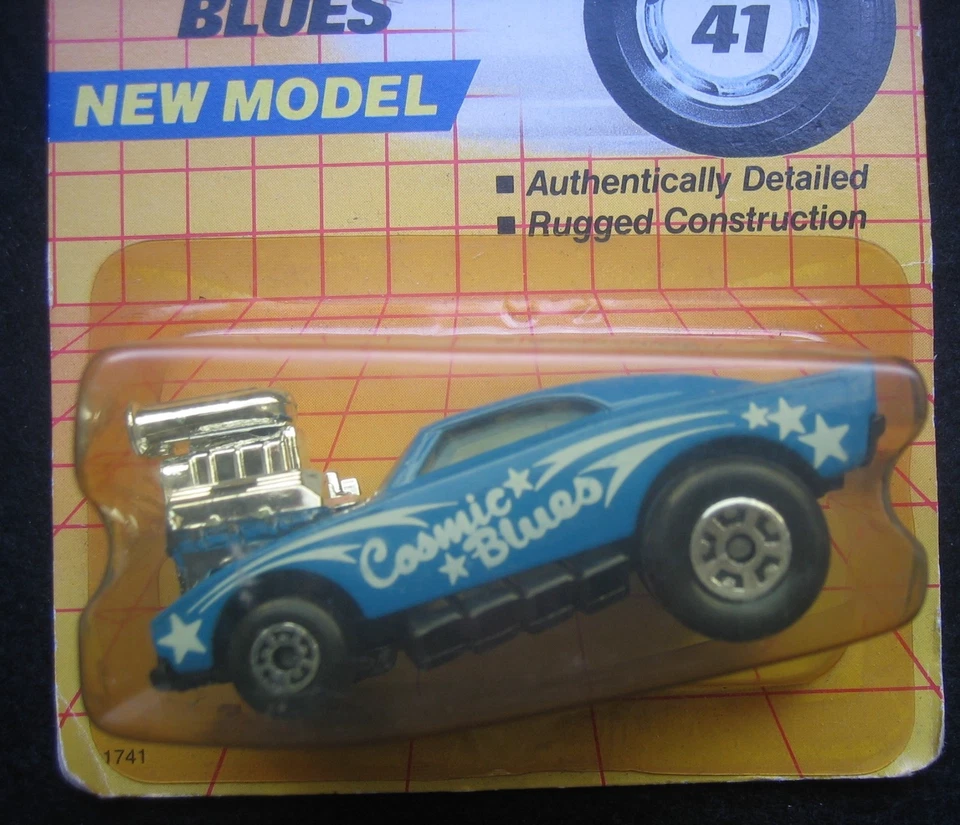 BLUES
41
NEW MODEL
■ Authentically Detailed
■ Rugged Construction
Cosmic
Blues
1741